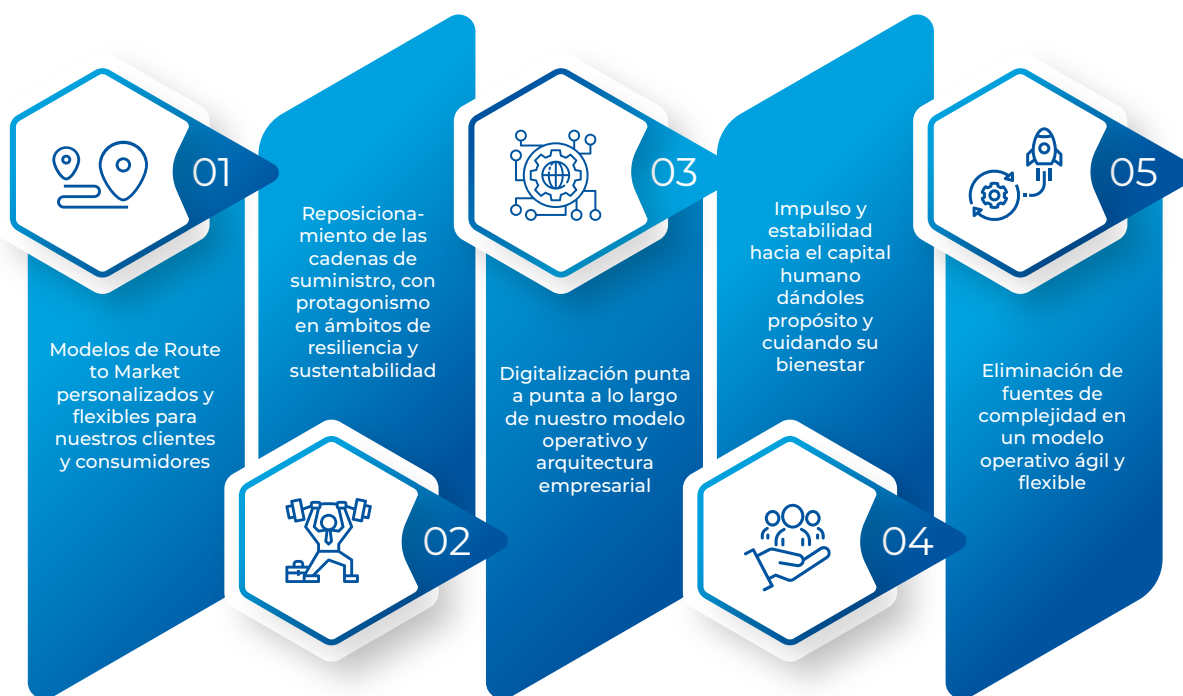 01
Modelos de Route
to Market
personalizados y
flexibles para
nuestros clientes
y consumidores
Reposiciona-
miento de las
cadenas de
suministro, con
protagonismo
en ámbitos de
resiliencia y
sustentabilidad
02
03
Digitalización punta
a punta a lo largo
de nuestro modelo
operativo y
arquitectura
empresarial
Impulso y
estabilidad
hacia el capital
humano
dándoles
propósito y
cuidando su
bienestar
04
05
Eliminación de
fuentes de
complejidad en
un modelo
operativo ágil y
flexible